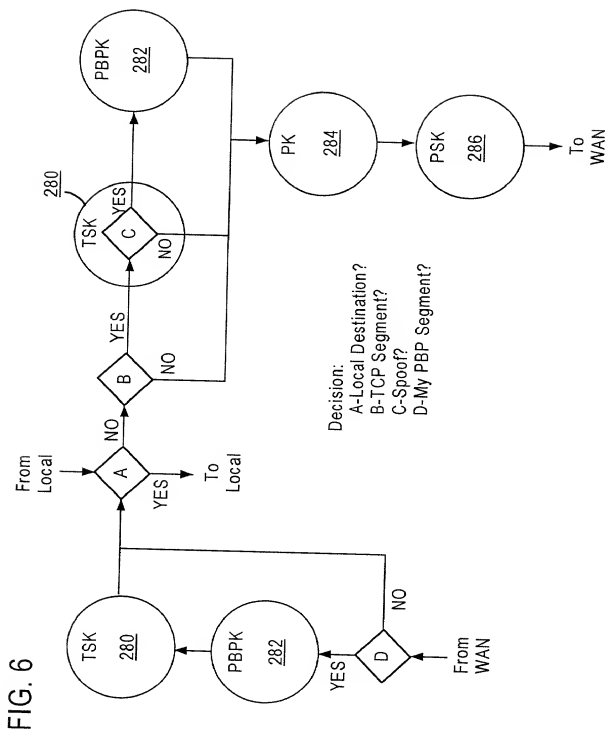 FIG. 6
TSK
280
PBPK
282
YES
D
NO
From
WAN
From
Local
A
NO
YES
To
Local
B
YES
NO
280
TSK
C
YES
NO
PBPK
282
PK
284
PSK
286
To
WAN
Decision:
A-Local Destination?
B-TCP Segment?
C-Spoof?
D-My PBP Segment?